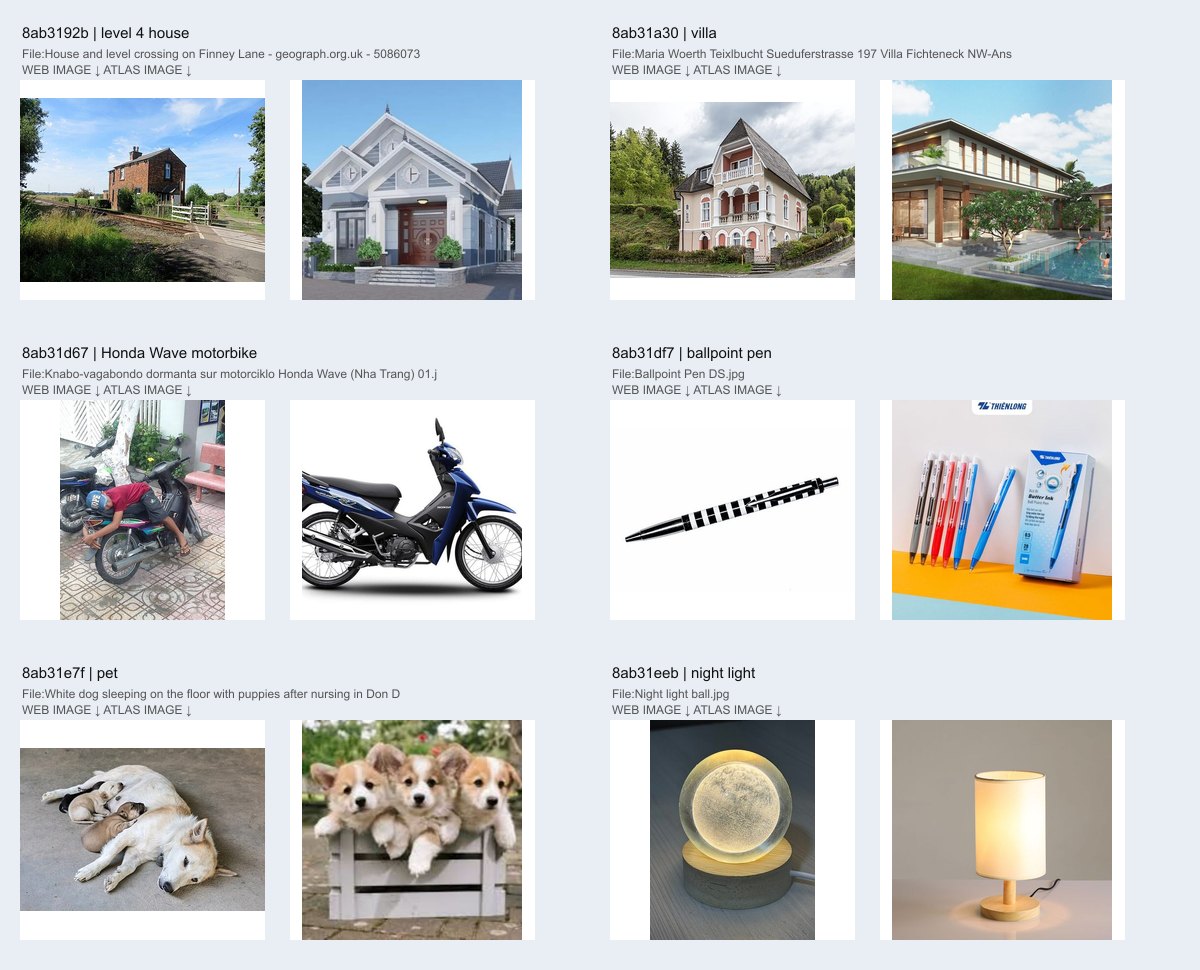 8ab3192b | level 4 house
File:House and level crossing on Finney Lane - geograph.org.uk - 5086073
WEB IMAGE ↓ ATLAS IMAGE ↓
8ab31a30 | villa
File:Maria Woerth Teixlbucht Sueduferstrasse 197 Villa Fichteneck NW-Ans
WEB IMAGE ↓ ATLAS IMAGE ↓
8ab31d67 | Honda Wave motorbike
File:Knabo-vagabondo dormanta sur motorciklo Honda Wave (Nha Trang) 01.j
WEB IMAGE ↓ ATLAS IMAGE ↓
8ab31df7 | ballpoint pen
File:Ballpoint Pen DS.jpg
WEB IMAGE ↓ ATLAS IMAGE ↓
THIÊN LONG
Butter Ink
8ab31e7f | pet
File:White dog sleeping on the floor with puppies after nursing in Don D
WEB IMAGE ↓ ATLAS IMAGE ↓
8ab31eeb | night light
File:Night light ball.jpg
WEB IMAGE ↓ ATLAS IMAGE ↓